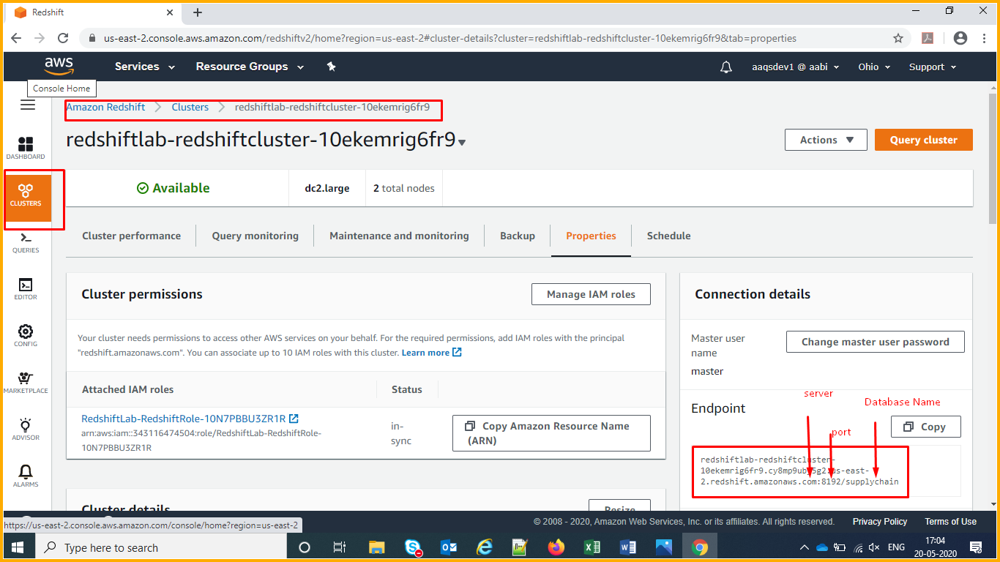 Redshift
us-east-2.console.aws.amazon.com/redshiftv2/home?region=us-east-2#cluster-details?cluster=redshiftlab-redshiftcluster-10ekemrig6fr9&tab=properties
aws
Services
Resource Groups
aaqsdev1 @ aabi
Ohio
Support
Console Home
Amazon Redshift
Clusters
redshiftlab-redshiftcluster-10ekemrig6fr9
redshiftlab-redshiftcluster-10ekemrig6fr9
Actions
Query cluster
DASHBOARD
CLUSTERS
QUERIES
EDITOR
CONFIG
MARKETPLACE
ADVISOR
ALARMS
Available
dc2.large
2 total nodes
Cluster performance
Query monitoring
Maintenance and monitoring
Backup
Properties
Schedule
Cluster permissions
Manage IAM roles
Your cluster needs permissions to access other AWS services on your behalf. For the required permissions, add IAM roles with the principal
"redshift.amazonaws.com". You can associate up to 10 IAM roles with this cluster. Learn more
Attached IAM roles
Status
RedshiftLab-RedshiftRole-10N7PBBU3ZR1R
arn:aws:iam::343116474504:role/RedshiftLab-RedshiftRole-
10N7PBBU3ZR1R
in-
sync
Copy Amazon Resource Name
(ARN)
Cluster details
Resize
Connection details
Master user
name
Change master user password
master
server
Endpoint
Database Name
port
Copy
redshiftlab-redshiftcluster-
10ekemrig6fr9.cy8mp9uby5g2.us-east-
2.redshift.amazonaws.com:8192/supplychain
https://us-east-2.console.aws.amazon.com/console/home?region=us-east-2
© 2008 - 2020, Amazon Web Services, Inc. or its affiliates. All rights reserved.
Privacy Policy
Terms of Use
Type here to search
ENG
17:04
20-05-2020